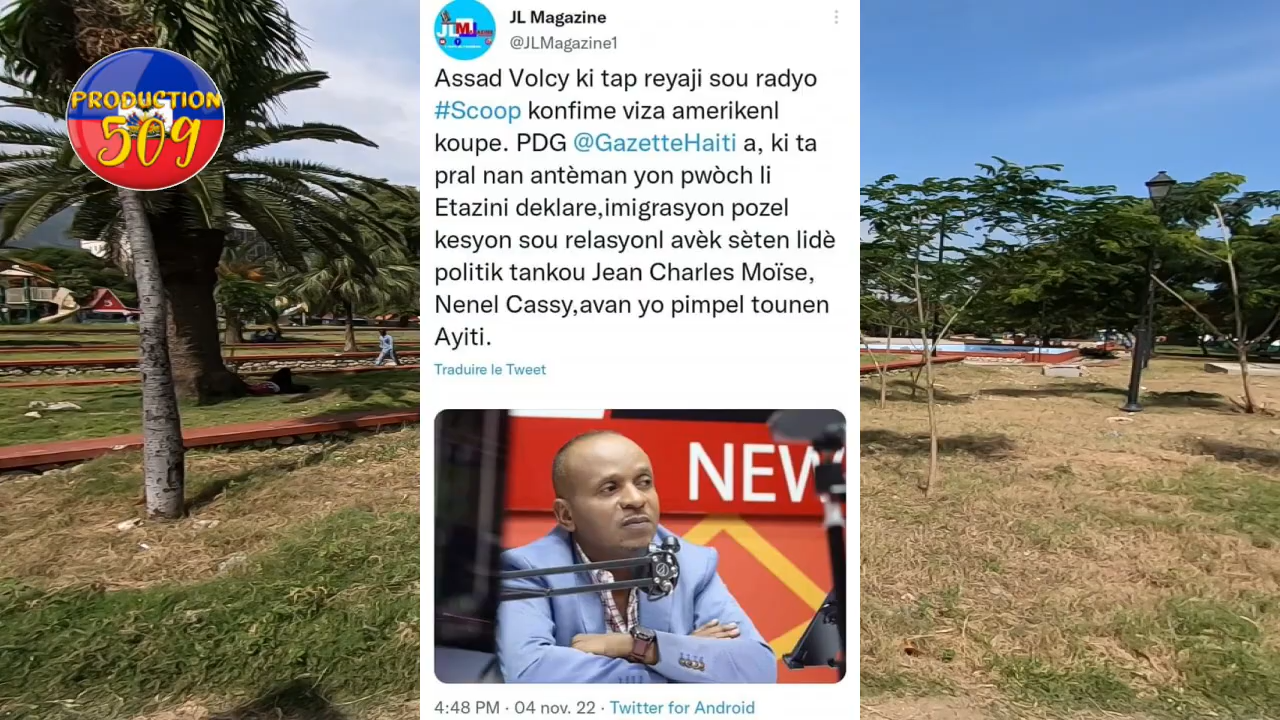 PRODUCTION
509
JL Magazine
@JLMagazine1
Assad Volcy ki tap reyaji sou radyo
#Scoop konfime viza amerikenl
koupe. PDG @GazetteHaiti a, ki ta
pral nan antèman yon pwòch li
Etazini deklare,imigrasyon pozel
kesyon sou relasyonl avèk sèten lidè
politik tankou Jean Charles Moïse,
Nenel Cassy,avan yo pimpel tounen
Ayiti.
Traduire le Tweet
NEW
4:48 PM · 04 nov. 22 · Twitter for Android